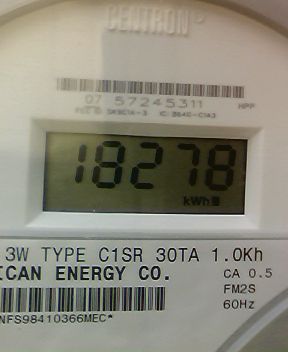 CENTRON®
07 57245311
HPP
18278
kWh
3W TYPE C1SR 30TA 1.0Kh
ICAN ENERGY CO.
CA 0.5
FM2S
60Hz
NFS98410366MEC*